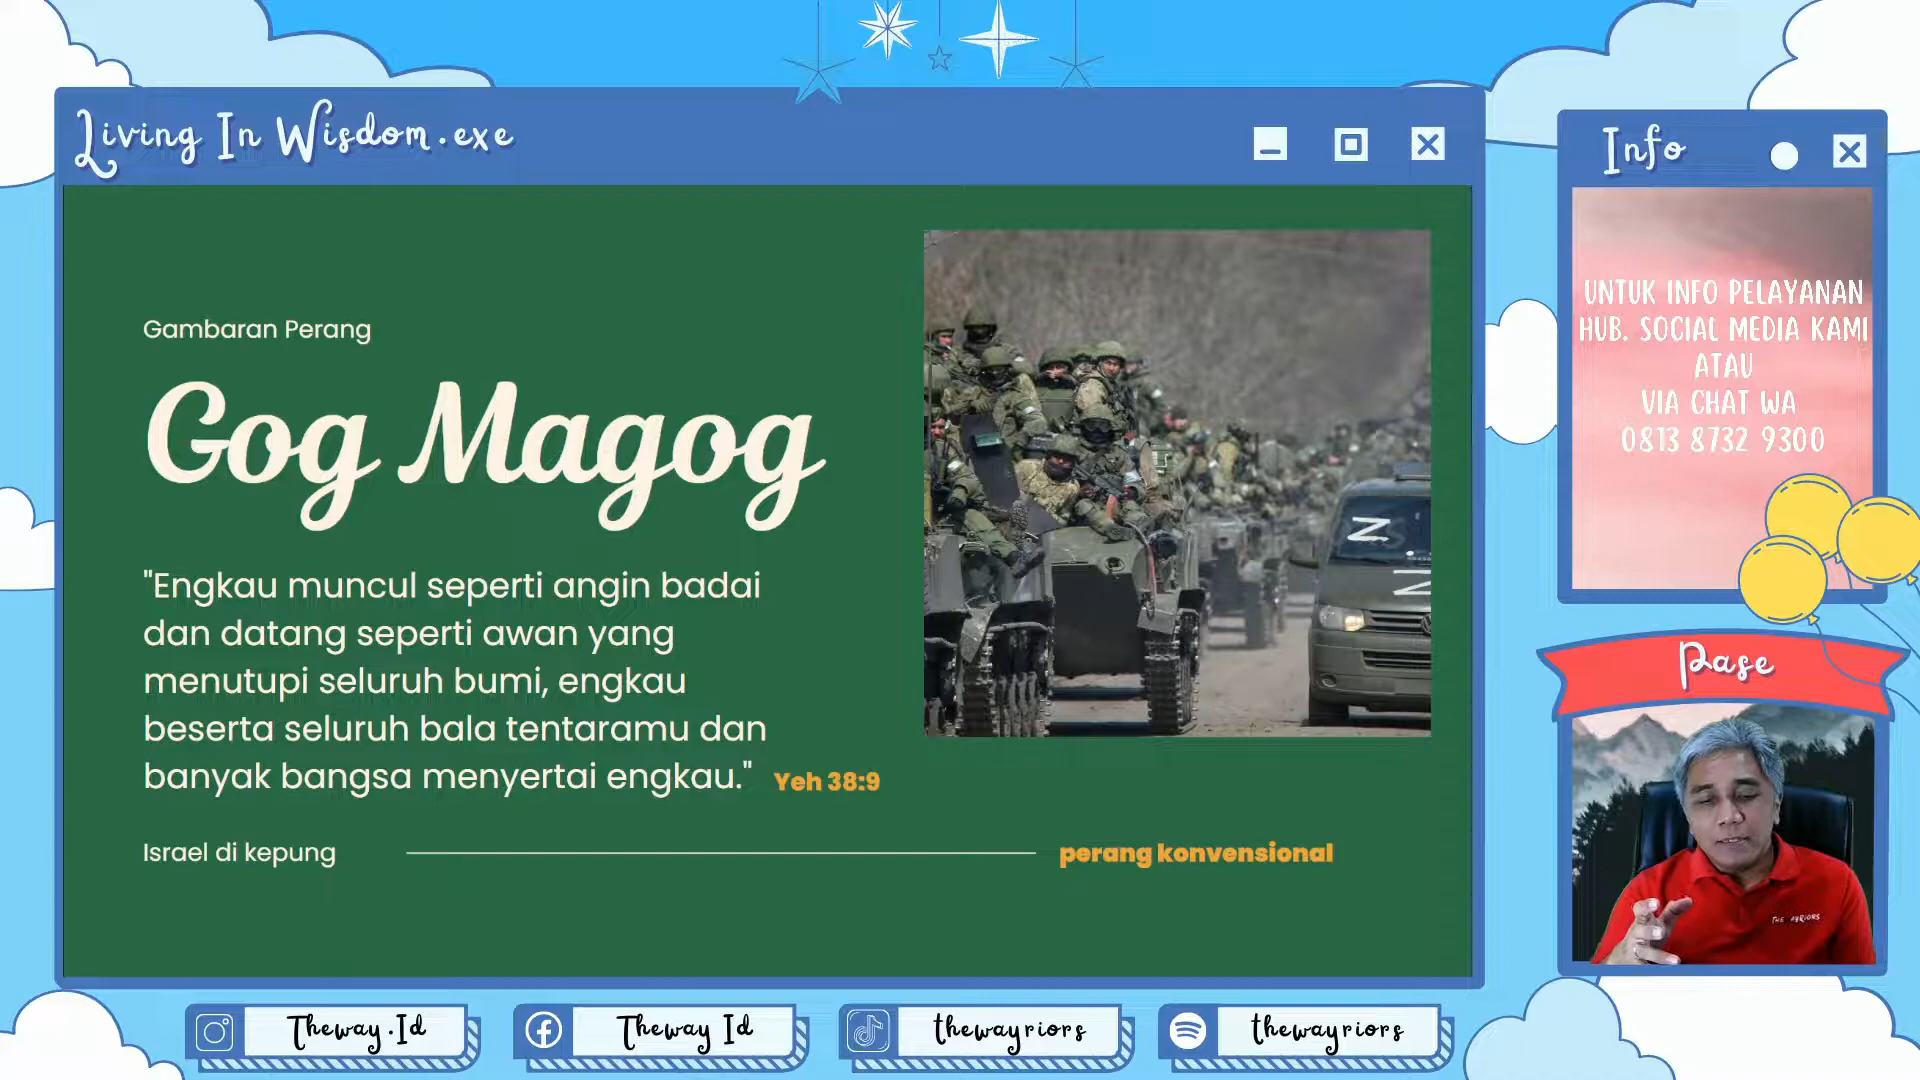 Living In Wisdom.exe
Gambaran Perang
Gog Magog
"Engkau muncul seperti angin badai
dan datang seperti awan yang
menutupi seluruh bumi, engkau
beserta seluruh bala tentaramu dan
banyak bangsa menyertai engkau." Yeh 38:9
Israel di kepung
perang konvensional
Info
UNTUK INFO PELAYANAN
HUB. SOCIAL MEDIA KAMI
ATAU
VIA CHAT WA
0813 8732 9300
Pase
Theway.Id
Theway Id
thewayriors
thewayriors